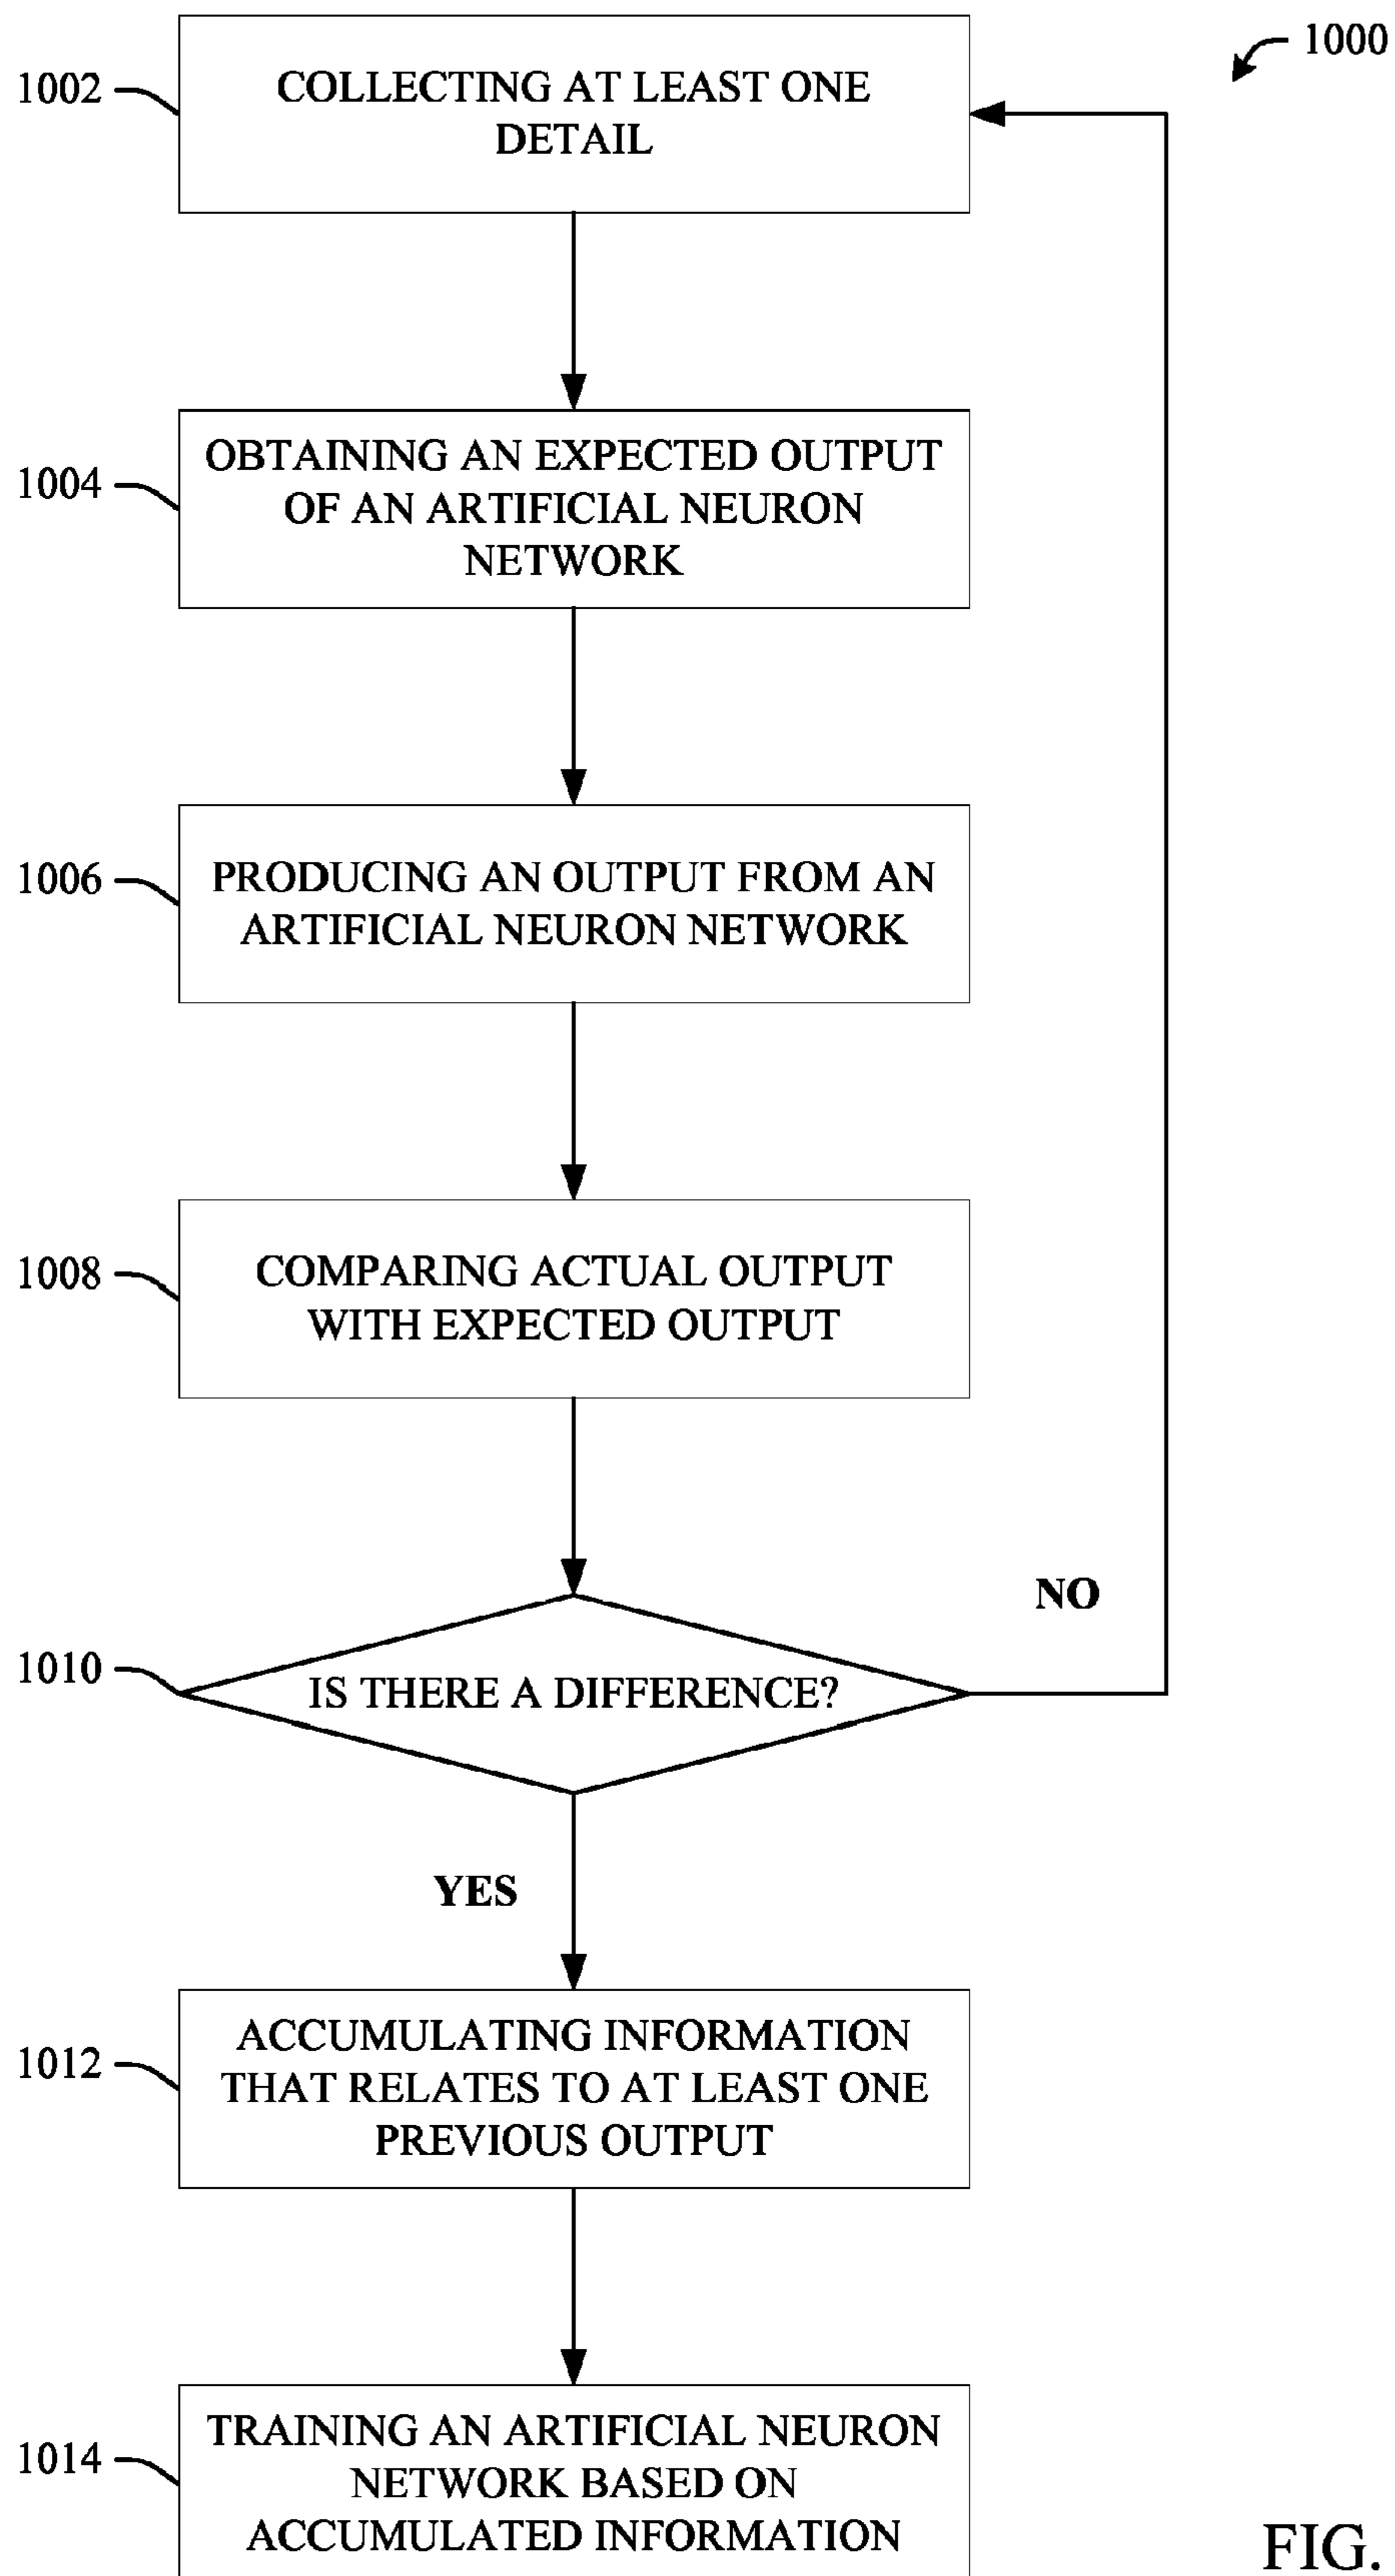 1000
1002
COLLECTING AT LEAST ONE
DETAIL
1004
OBTAINING AN EXPECTED OUTPUT
OF AN ARTIFICIAL NEURON
NETWORK
1006
PRODUCING AN OUTPUT FROM AN
ARTIFICIAL NEURON NETWORK
1008
COMPARING ACTUAL OUTPUT
WITH EXPECTED OUTPUT
1010
IS THERE A DIFFERENCE?
NO
YES
1012
ACCUMULATING INFORMATION
THAT RELATES TO AT LEAST ONE
PREVIOUS OUTPUT
1014
TRAINING AN ARTIFICIAL NEURON
NETWORK BASED ON
ACCUMULATED INFORMATION
FIG.